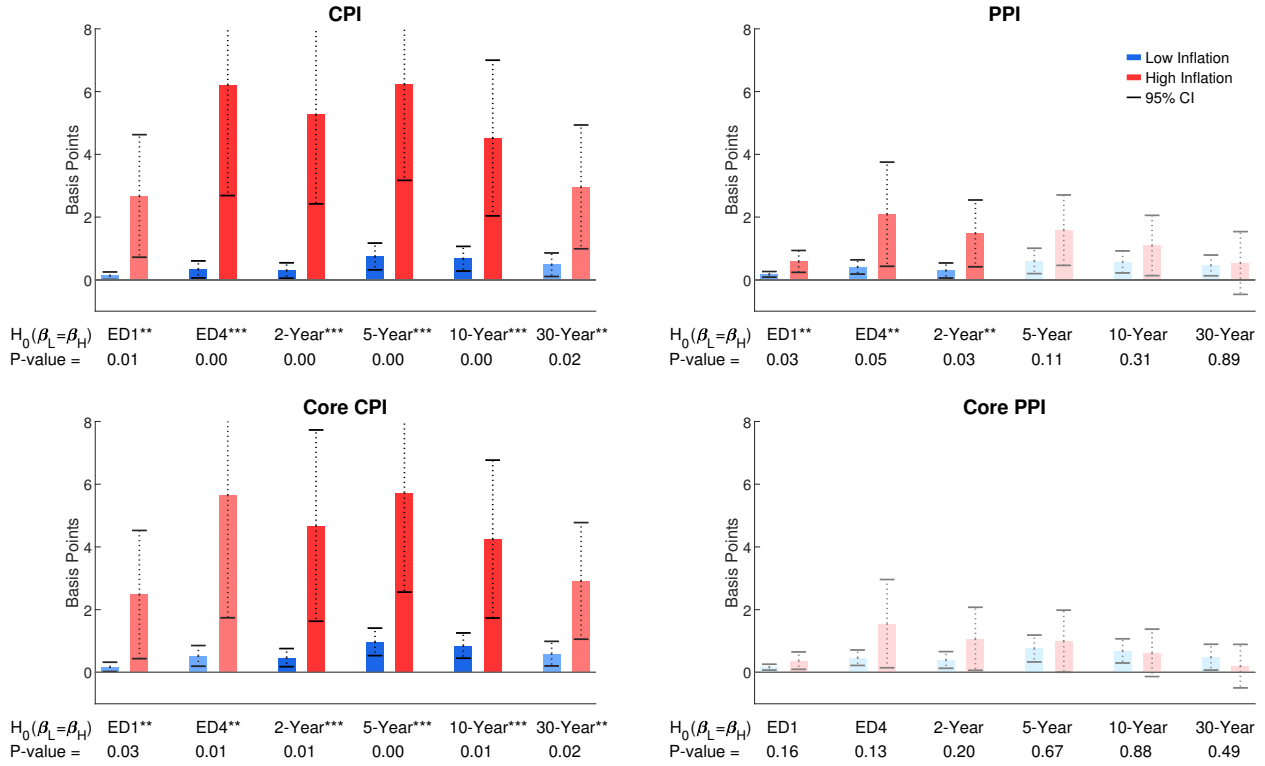 CPI
8
6
4
2
0
Basis Points
H0(βL=βH) ED1** ED4*** 2-Year*** 5-Year*** 10-Year*** 30-Year**
P-value = 0.01 0.00 0.00 0.00 0.00 0.02
PPI
8
6
4
2
0
Basis Points
Low Inflation
High Inflation
95% CI
H0(βL=βH) ED1** ED4** 2-Year** 5-Year 10-Year 30-Year
P-value = 0.03 0.05 0.03 0.11 0.31 0.89
Core CPI
8
6
4
2
0
Basis Points
H0(βL=βH) ED1** ED4** 2-Year*** 5-Year*** 10-Year*** 30-Year**
P-value = 0.03 0.01 0.01 0.00 0.01 0.02
Core PPI
8
6
4
2
0
Basis Points
H0(βL=βH) ED1 ED4 2-Year 5-Year 10-Year 30-Year
P-value = 0.16 0.13 0.20 0.67 0.88 0.49